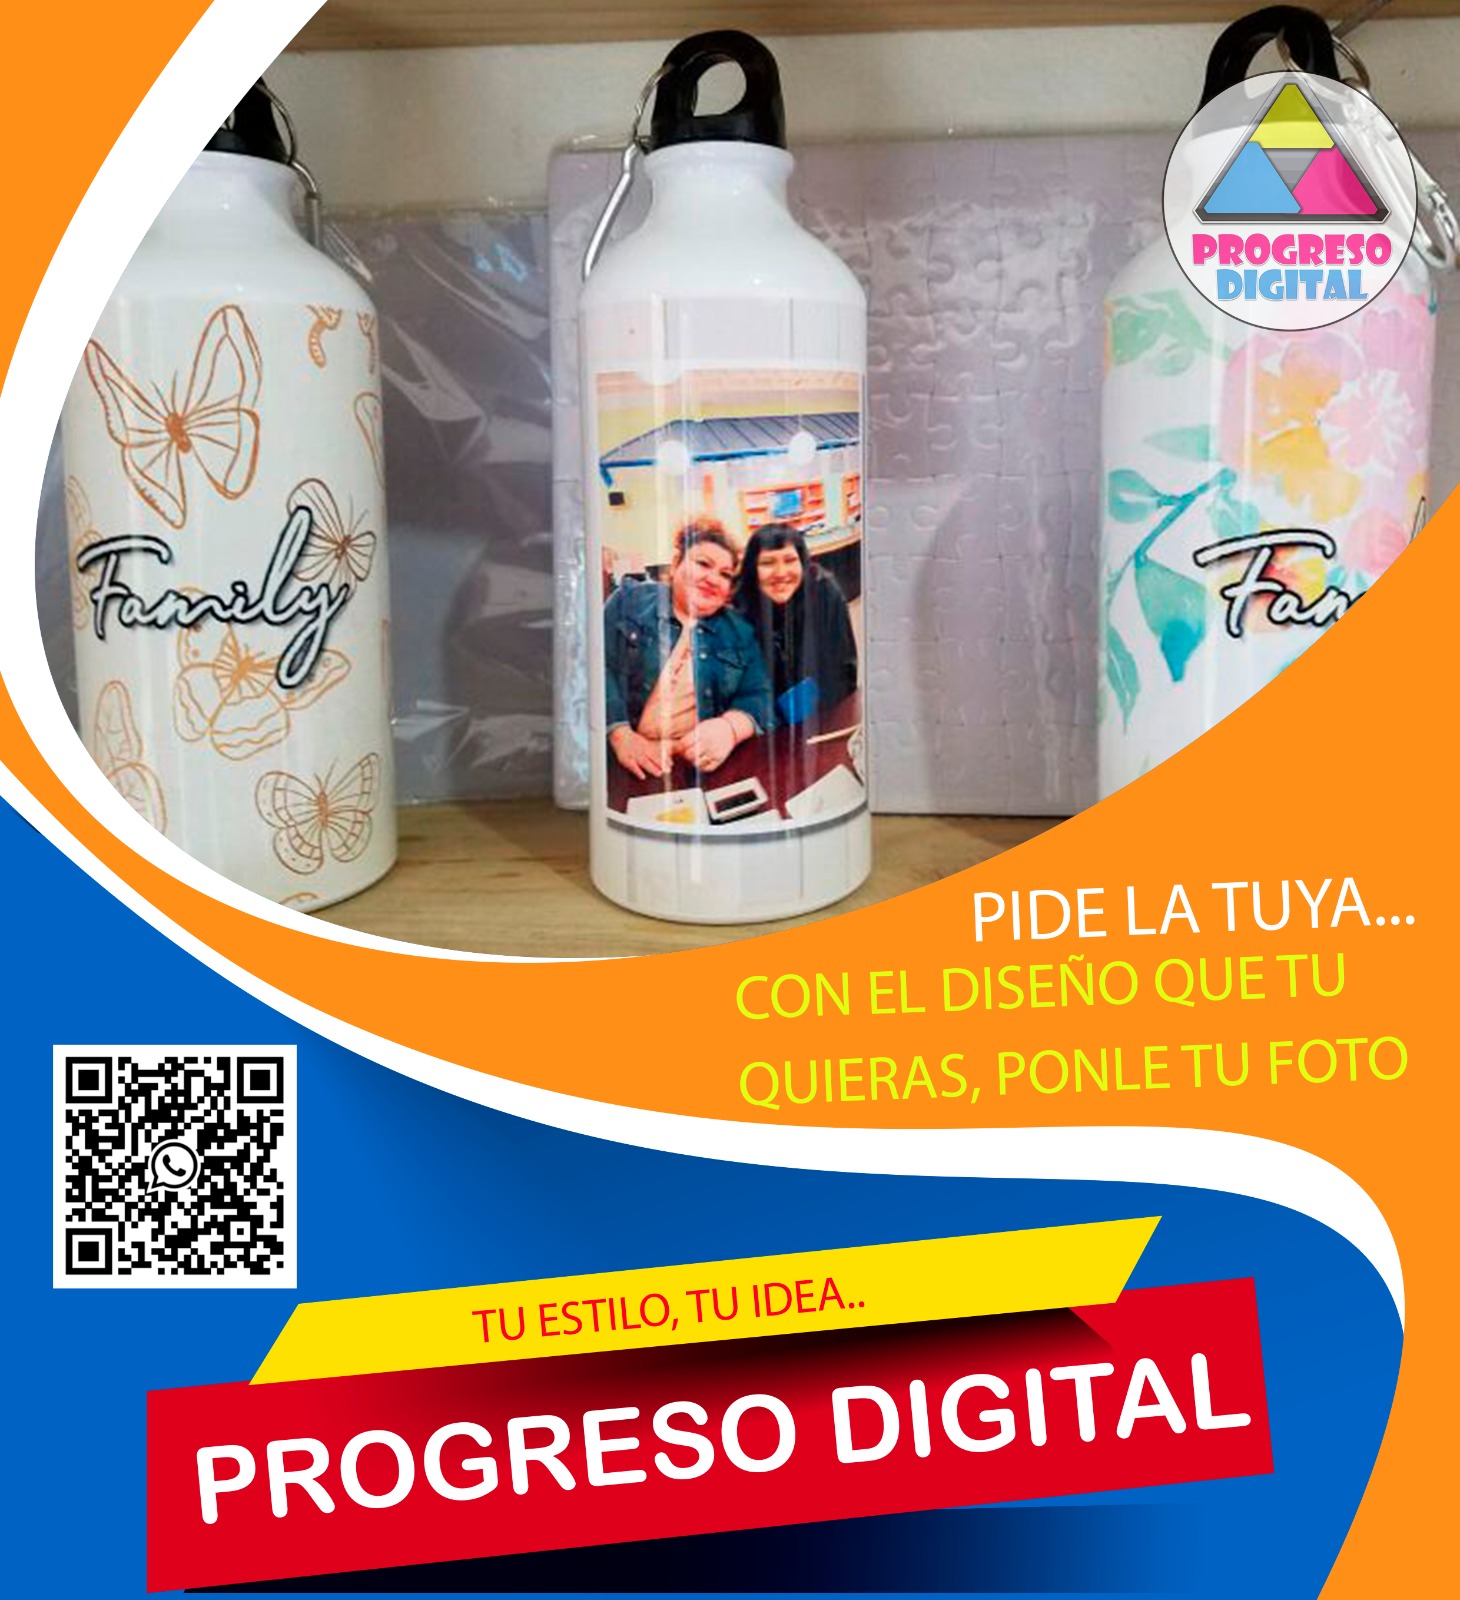 PROGRESO
DIGITAL
Family
Fam
PIDE LA TUYA...
CON EL DISEÑO QUE TU
QUIERAS, PONLE TU FOTO
TU ESTILO, TU IDEA..
PROGRESO DIGITAL